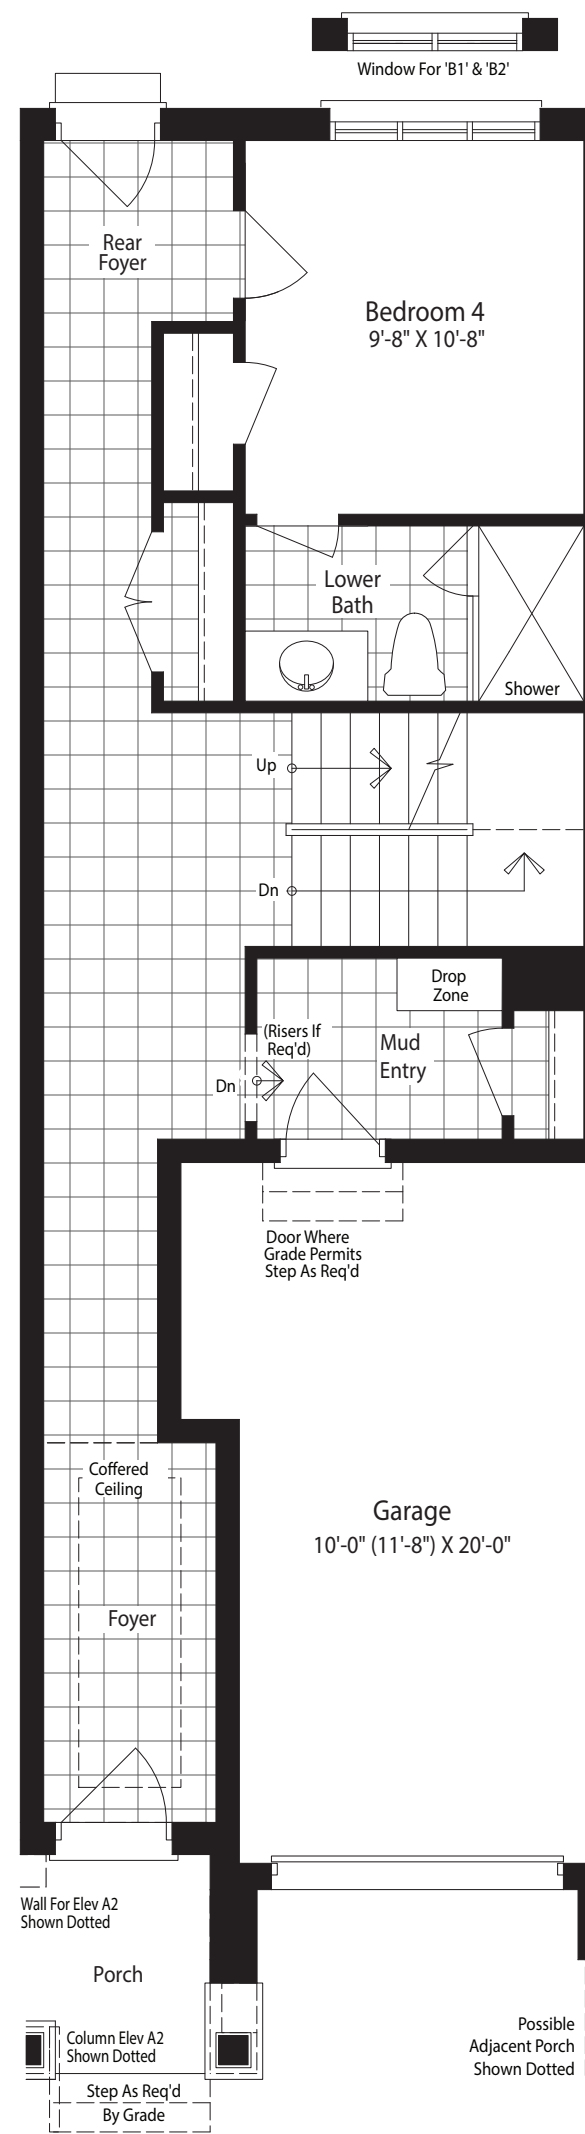 Window For 'B1' & 'B2'
Rear
Foyer
Bedroom 4
9'-8" X 10'-8"
Lower
Bath
Shower
Up
Dn
Drop
Zone
(Risers If
Req'd)
Mud
Entry
Dn
Door Where
Grade Permits
Step As Req'd
Coffered
Ceiling
Garage
10'-0" (11'-8") X 20'-0"
Foyer
Wall For Elev A2
Shown Dotted
Porch
Column Elev A2
Shown Dotted
Possible
Adjacent Porch
Shown Dotted
Step As Req'd
By Grade